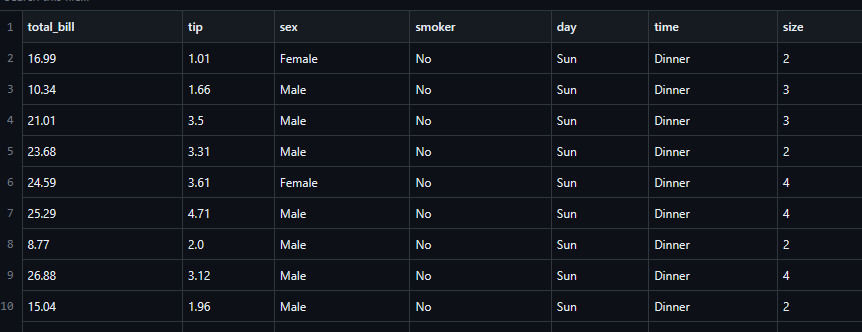 1 total_bill tip sex smoker day time size
2 16.99 1.01 Female No Sun Dinner 2
3 10.34 1.66 Male No Sun Dinner 3
4 21.01 3.5 Male No Sun Dinner 3
5 23.68 3.31 Male No Sun Dinner 2
6 24.59 3.61 Female No Sun Dinner 4
7 25.29 4.71 Male No Sun Dinner 4
8 8.77 2.0 Male No Sun Dinner 2
9 26.88 3.12 Male No Sun Dinner 4
10 15.04 1.96 Male No Sun Dinner 2